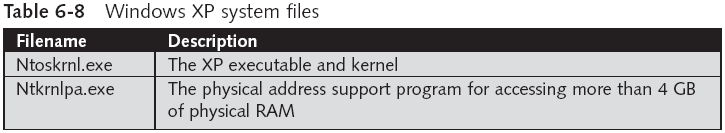 Table 6-8 Windows XP system files
Filename Description
Ntoskrnl.exe The XP executable and kernel
Ntkrnlpa.exe The physical address support program for accessing more than 4 GB
of physical RAM